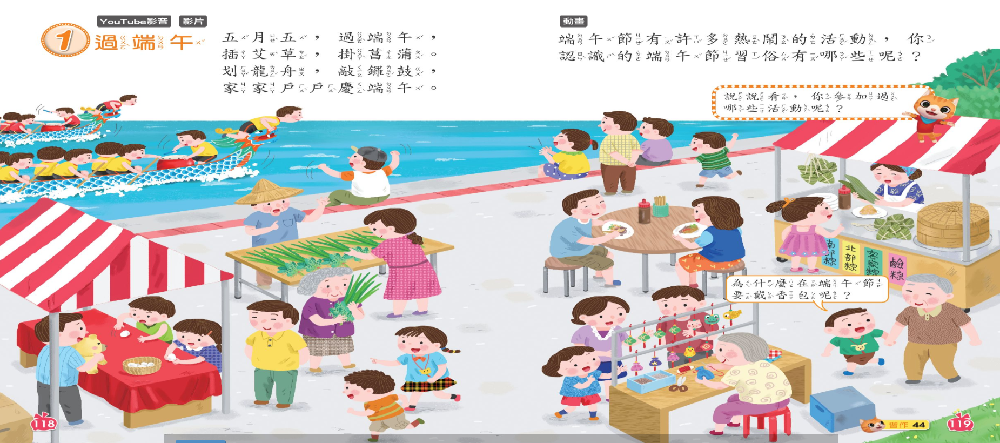 YouTube影音 影片
1 過端午
五月五，過端午，
插艾草，掛菖蒲。
划龍舟，敲鑼鼓，
家家戶戶慶端午。
動畫
端午節有許多熱鬧的活動，你
認識的端午節習俗有哪些呢？
說說看，你參加過
哪些活動呢？
南部粽
北部粽
客家粽
鹼粽
為什麼在端午節
要戴香包呢？
118
習作 44
119